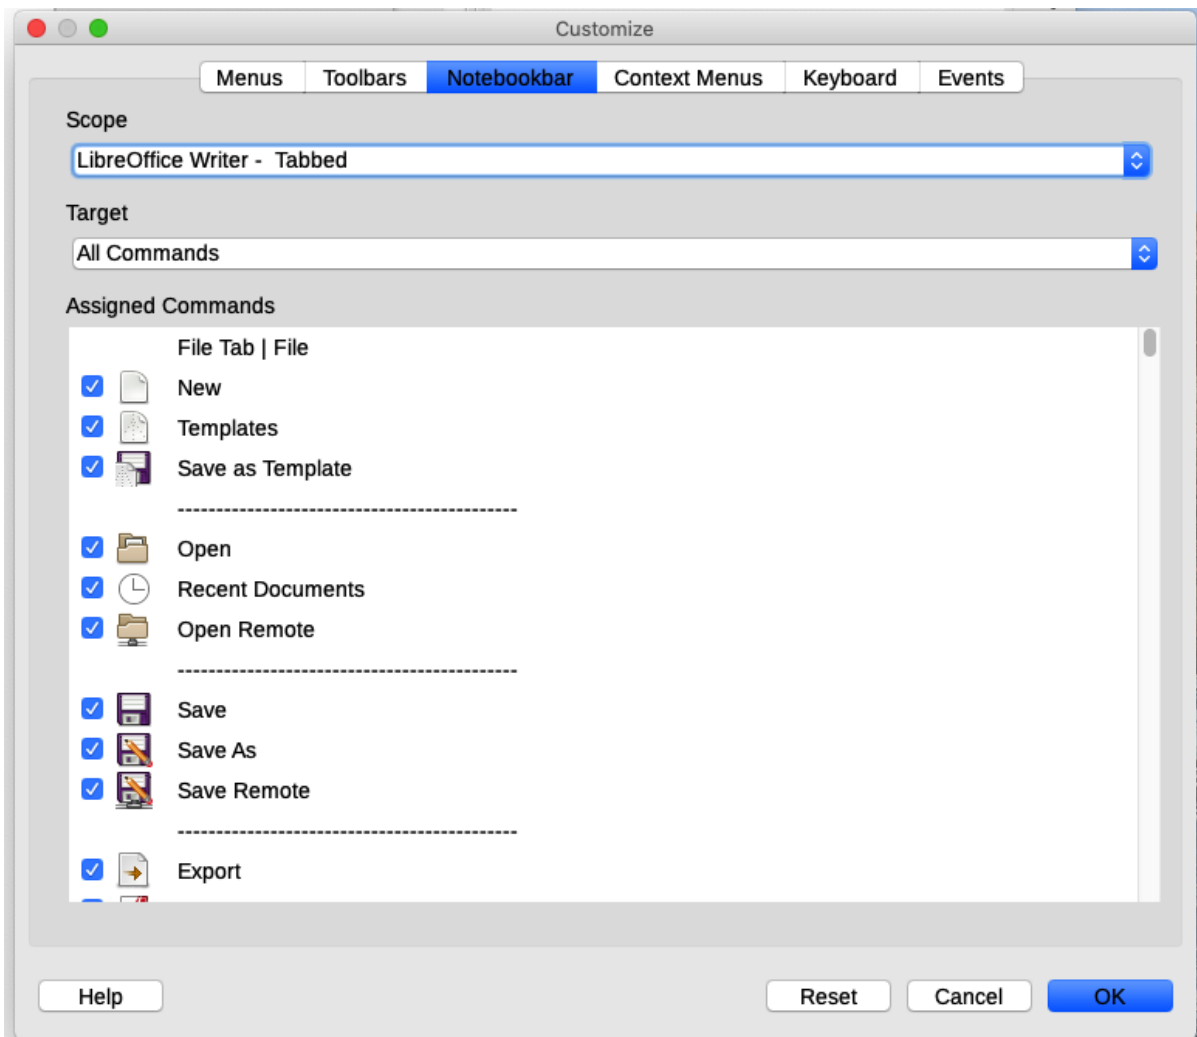 Customize
Menus Toolbars Notebookbar Context Menus Keyboard Events
Scope
LibreOffice Writer -  Tabbed
Target
All Commands
Assigned Commands
File Tab | File
New
Templates
Save as Template
--------------------------------------------
Open
Recent Documents
Open Remote
--------------------------------------------
Save
Save As
Save Remote
--------------------------------------------
Export
Help Reset Cancel OK